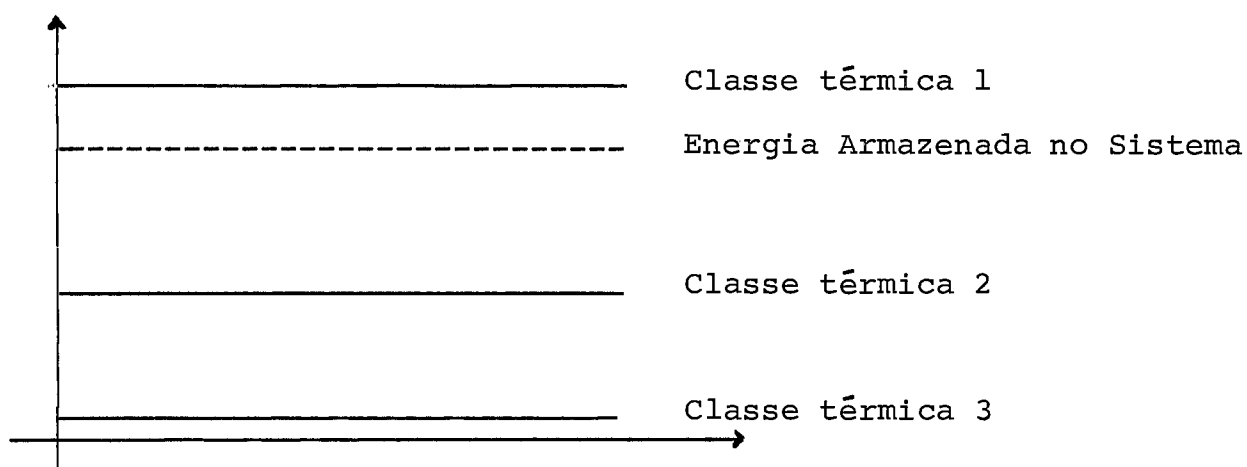 Classe térmica 1
Energia Armazenada no Sistema
Classe térmica 2
Classe térmica 3